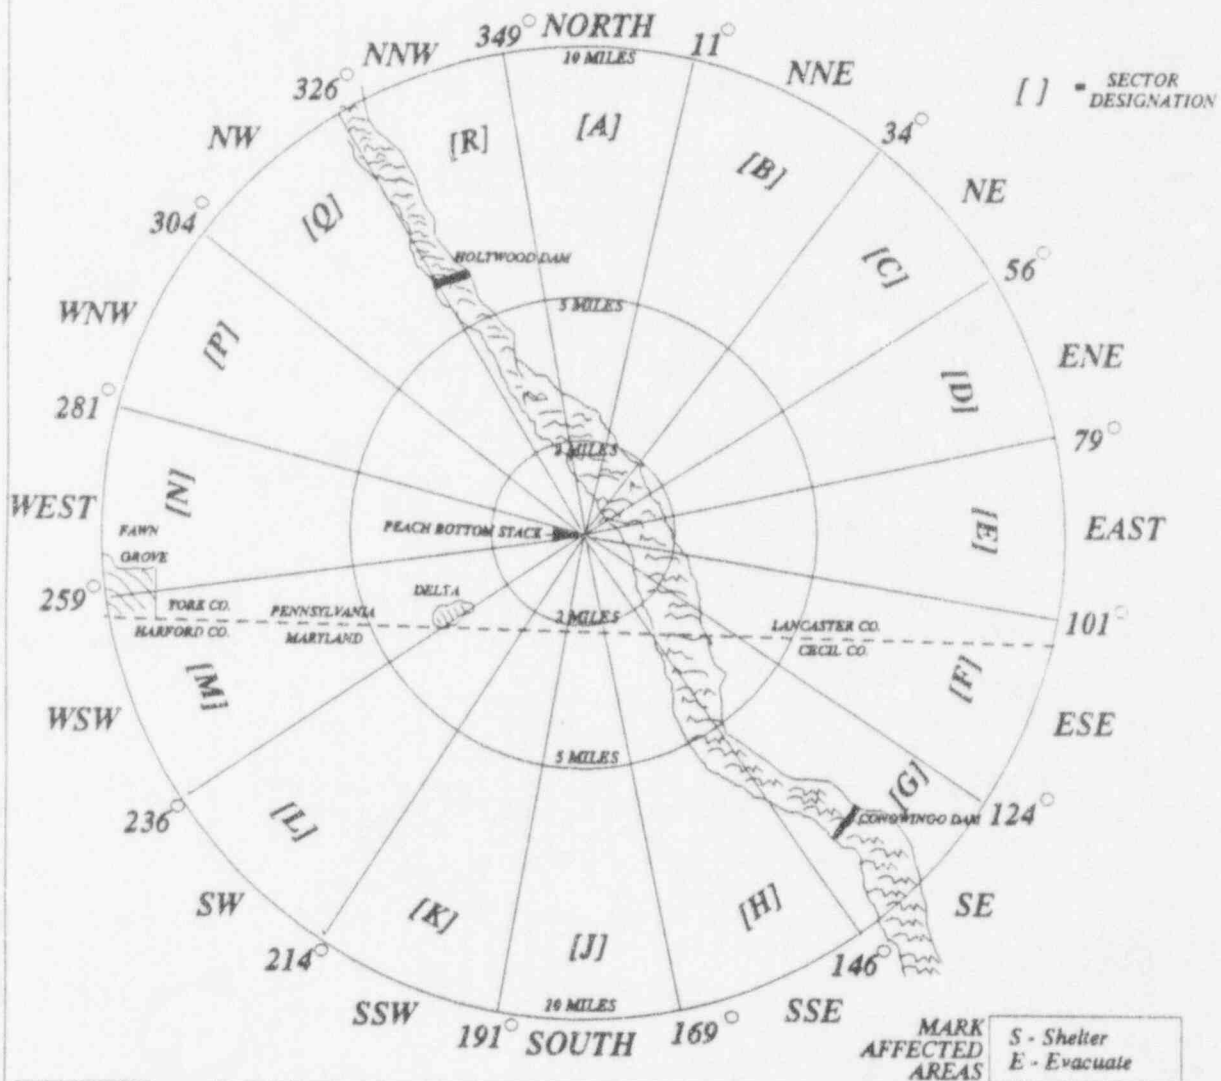 349° NORTH 11°
NNW 10 MILES NNE
326°
[ ] = SECTOR
DESIGNATION
34°
NW [R] [A] [B]
NE
304° [Q] [C] 56°
HOLTWOOD DAM
5 MILES
WNW [P] [D] ENE
281° 79°
2 MILES
WEST [N] [E] EAST
PEACH BOTTOM STACK
FAWN
GROVE
259° DELTA
YORK CO. PENNSYLVANIA 2 MILES LANCASTER CO. 101°
HARFORD CO. MARYLAND CECIL CO.
[M] [F]
WSW ESE
5 MILES
[G]
236° [L] CONOWINGO DAM 124°
SW [K] [J] [H] SE
214° 146°
SSW 10 MILES SSE
191° SOUTH 169°
MARK
AFFECTED
AREAS
S - Shelter
E - Evacuate